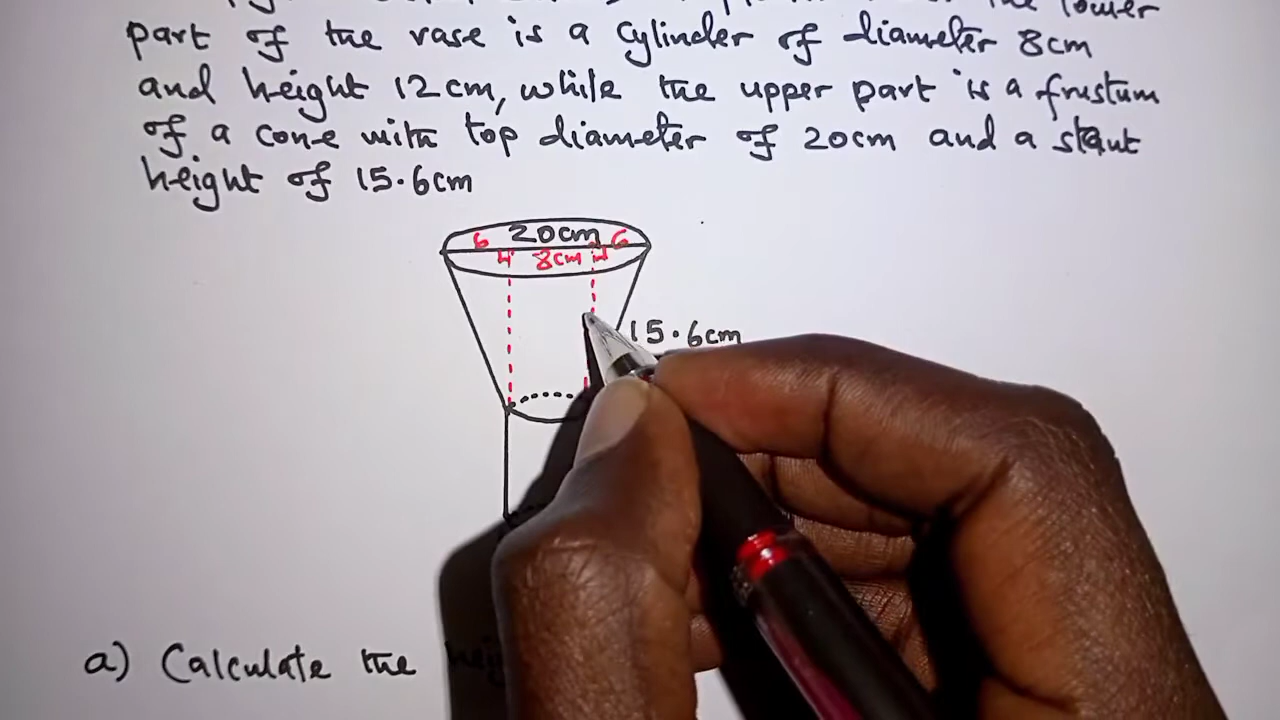 the lower
part of the vase is a cylinder of diameter 8cm
and height 12cm, while the upper part is a frustum
of a cone with top diameter of 20cm and a slant
height of 15.6cm
6 20cm 6
8cm
15.6cm
a) Calculate the